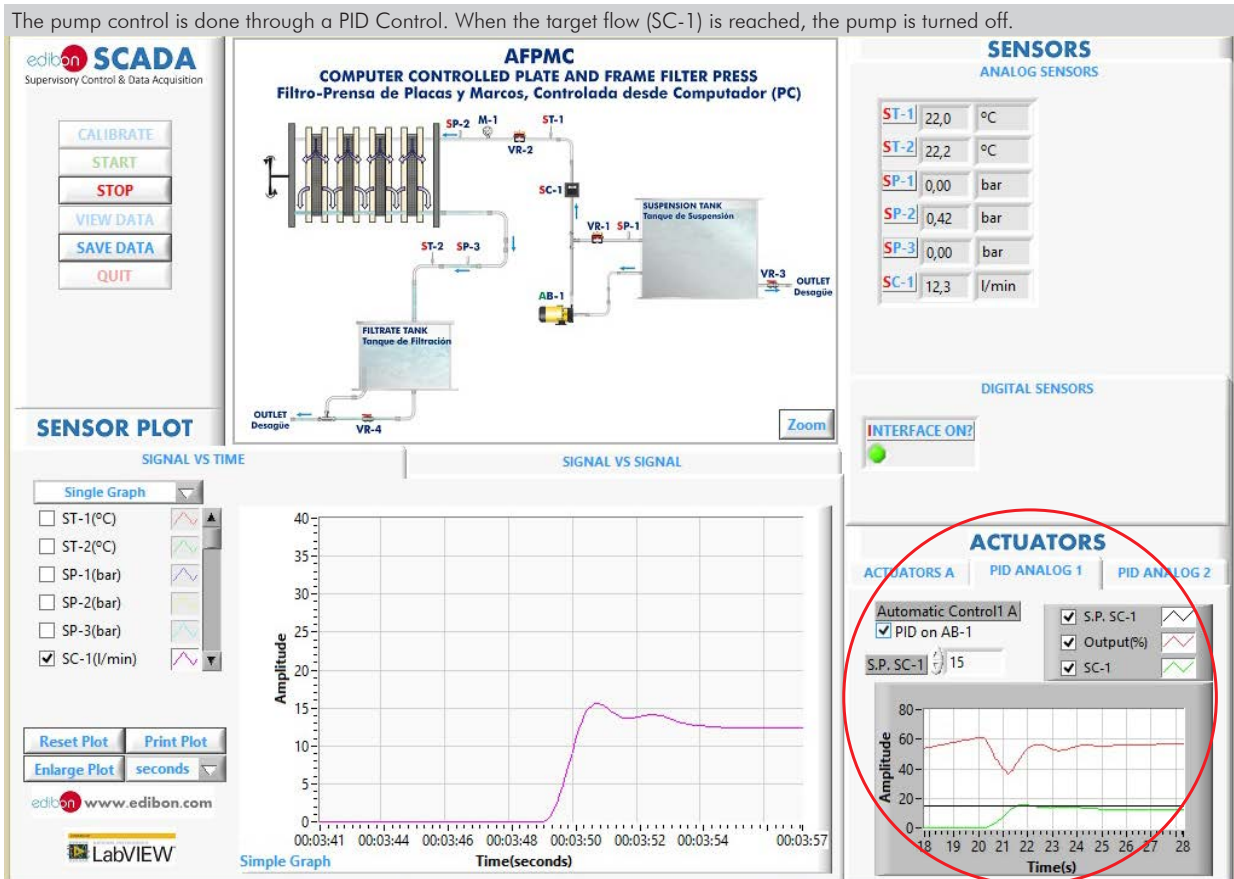 The pump control is done through a PID Control. When the target flow (SC-1) is reached, the pump is turned off.
edibon SCADA
Supervisory Control & Data Acquisition
CALIBRATE
START
STOP
VIEW DATA
SAVE DATA
QUIT
AFPMC
COMPUTER CONTROLLED PLATE AND FRAME FILTER PRESS
Filtro-Prensa de Placas y Marcos, Controlada desde Computador (PC)
SP-2 M-1 ST-1
VR-2
SC-1
SUSPENSION TANK
Tanque de Suspensión
VR-1 SP-1
ST-2 SP-3
VR-3 OUTLET
Desagüe
AB-1
FILTRATE TANK
Tanque de Filtración
OUTLET
Desagüe
VR-4
Zoom
SENSORS
ANALOG SENSORS
ST-1 22,0 ºC
ST-2 22,2 ºC
SP-1 0,00 bar
SP-2 0,42 bar
SP-3 0,00 bar
SC-1 12,3 l/min
DIGITAL SENSORS
INTERFACE ON?
SENSOR PLOT
SIGNAL VS TIME
SIGNAL VS SIGNAL
Single Graph
ST-1(ºC)
ST-2(ºC)
SP-1(bar)
SP-2(bar)
SP-3(bar)
SC-1(l/min)
Reset Plot Print Plot
Enlarge Plot seconds
edibon www.edibon.com
LabVIEW
Amplitude
40
35
30
25
20
15
10
5
0
00:03:41 00:03:44 00:03:46 00:03:48 00:03:50 00:03:52 00:03:54 00:03:57
Simple Graph
Time(seconds)
ACTUATORS
ACTUATORS A PID ANALOG 1 PID ANALOG 2
Automatic Control1 A
PID on AB-1
S.P. SC-1 15
S.P. SC-1
Output(%)
SC-1
Amplitude
80
60
40
20
0
18 19 20 21 22 23 24 25 26 27 28
Time(s)